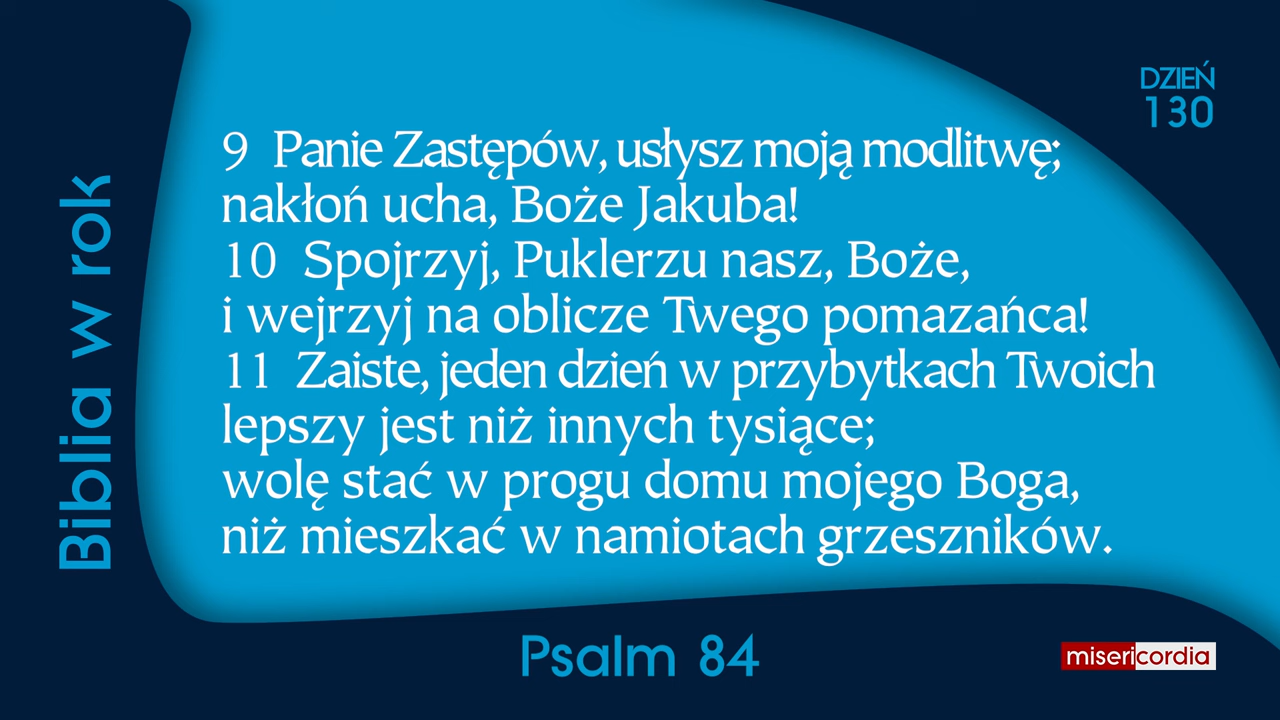 DZIEŃ
130
9 Panie Zastępów, usłysz moją modlitwę;
nakłoń ucha, Boże Jakuba!
10 Spojrzyj, Puklerzu nasz, Boże,
i wejrzyj na oblicze Twego pomazańca!
11 Zaiste, jeden dzień w przybytkach Twoich
lepszy jest niż innych tysiące;
wolę stać w progu domu mojego Boga,
niż mieszkać w namiotach grzeszników.
Biblia w rok
Psalm 84
misericordia